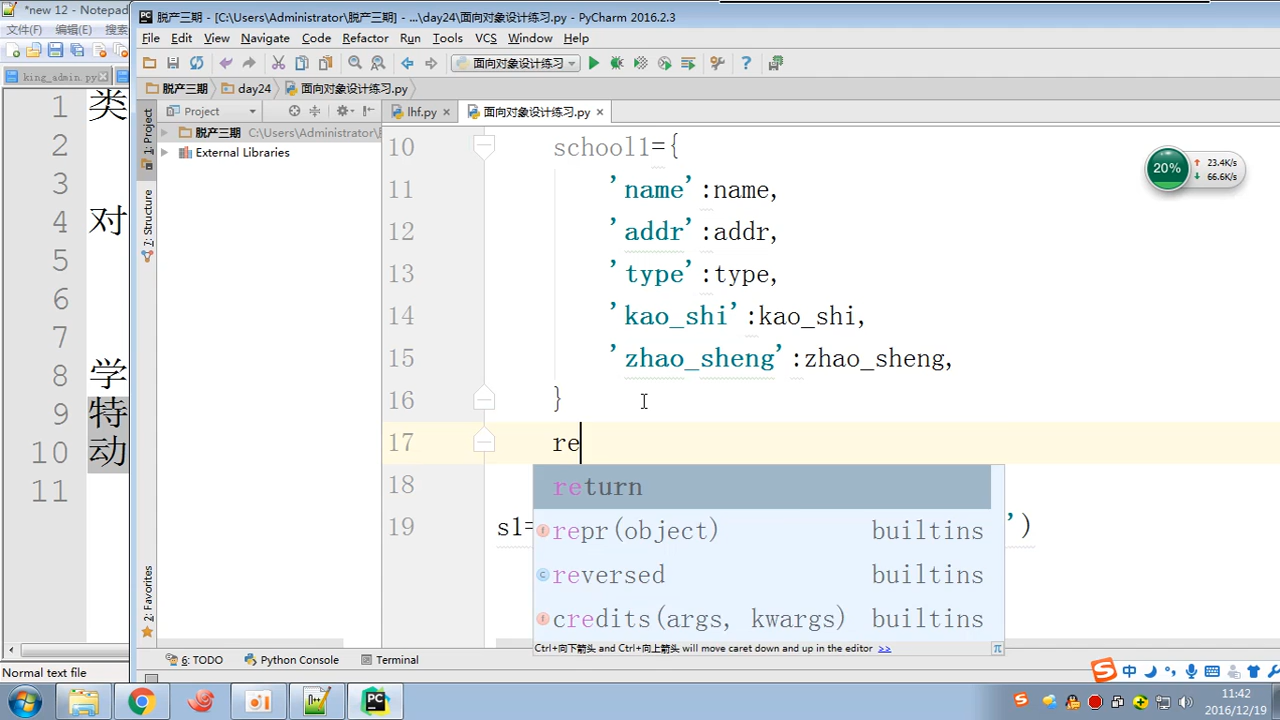 *new 12 - Notepad
文件(F) 编辑(E) 搜索
king_admin.py
1 类
2
3
4 对
5
6
7
8 学
9 特
10 动
11
Normal text file
脱产三期 - [C:\Users\Administrator\脱产三期] - ...\day24\面向对象设计练习.py - PyCharm 2016.2.3
File Edit View Navigate Code Refactor Run Tools VCS Window Help
面向对象设计练习
脱产三期 day24 面向对象设计练习.py
Project
lhf.py 面向对象设计练习.py
1: Project
7: Structure
2: Favorites
脱产三期 C:\Users\Administrator\
External Libraries
10 school1={
11 'name':name,
12 'addr':addr,
13 'type':type,
14 'kao_shi':kao_shi,
15 'zhao_sheng':zhao_sheng,
16 }
17 re
18
19 s1= ')
return
repr(object) builtins
reversed builtins
credits(args, kwargs) builtins
Ctrl+向下箭头 and Ctrl+向上箭头 will move caret down and up in the editor >>
π
20% 23.4K/s
66.6K/s
6: TODO Python Console Terminal
中
11:42
2016/12/19